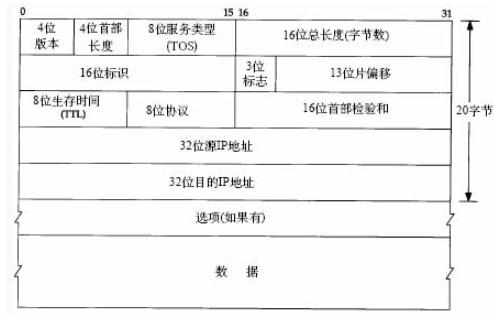 0 15 16 31
4位 4位首部 8位服务类型 16位总长度(字节数)
版本 长度 (TOS)
16位标识 3位 13位片偏移
标志
8位生存时间 8位协议 16位首部检验和 20字节
(TTL)
32位源IP地址
32位目的IP地址
选项(如果有)
数 据